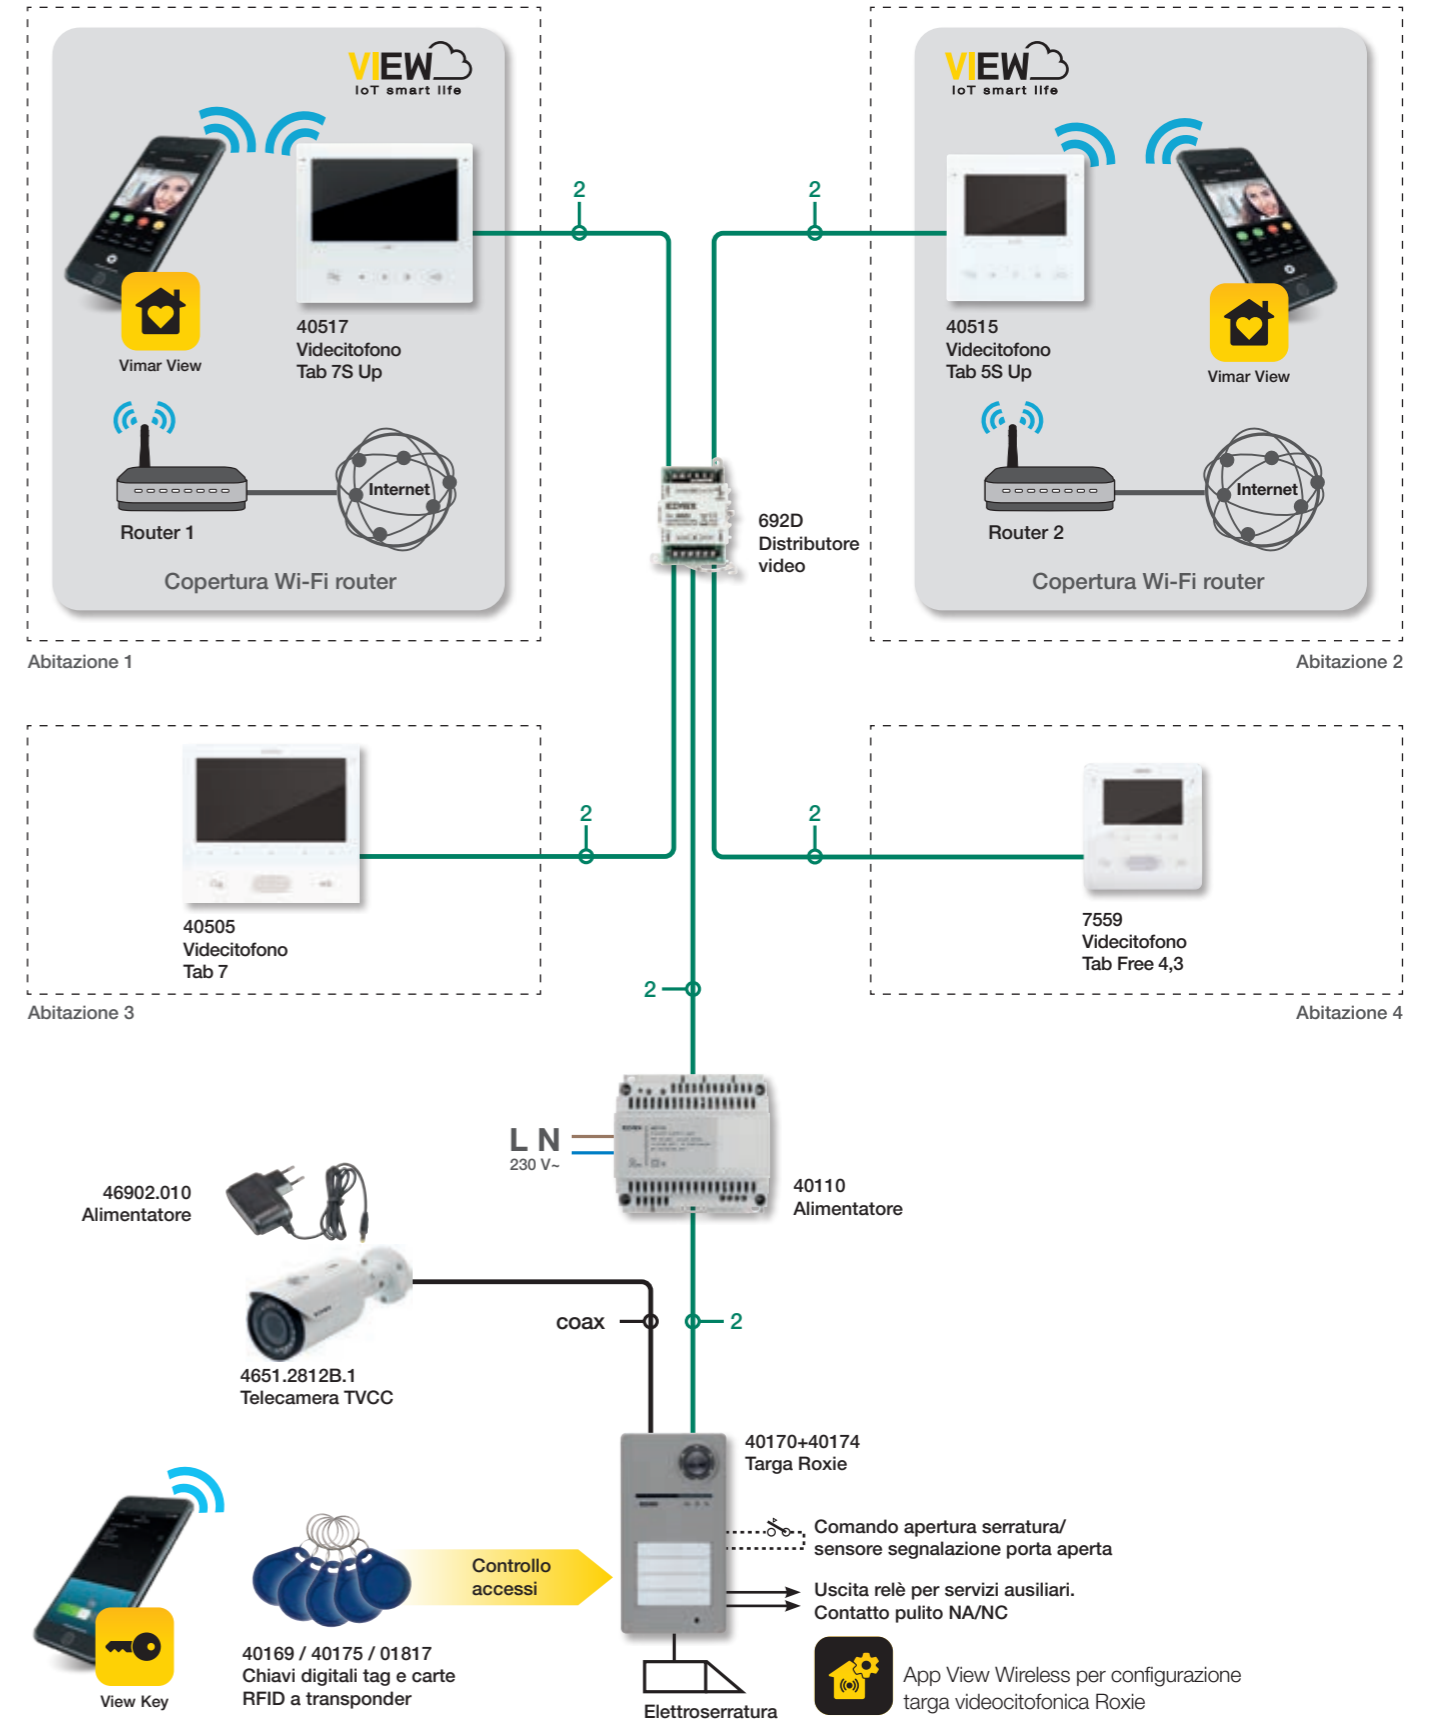 VIEW
IoT smart life
VIEW
IoT smart life
2
2
40517
Videcitofono
Tab 7S Up
40515
Videcitofono
Tab 5S Up
Vimar View
Vimar View
Internet
Router 1
Internet
Router 2
692D
Distributore
video
Copertura Wi-Fi router
Copertura Wi-Fi router
Abitazione 1
Abitazione 2
2
2
40505
Videcitofono
Tab 7
7559
Videcitofono
Tab Free 4,3
2
Abitazione 3
Abitazione 4
L N
230 V~
40110
Alimentatore
46902.010
Alimentatore
coax
2
4651.2812B.1
Telecamera TVCC
40170+40174
Targa Roxie
Comando apertura serratura/
sensore segnalazione porta aperta
Controllo
accessi
Uscita relè per servizi ausiliari.
Contatto pulito NA/NC
View Key
40169 / 40175 / 01817
Chiavi digitali tag e carte
RFID a transponder
Elettroserratura
App View Wireless per configurazione
targa videocitofonica Roxie